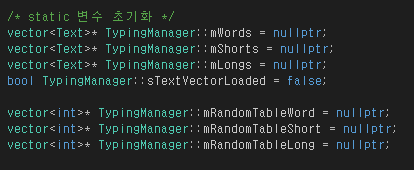 /* static 변수 초기화 */
vector<Text>* TypingManager::mWords = nullptr;
vector<Text>* TypingManager::mShorts = nullptr;
vector<Text>* TypingManager::mLongs = nullptr;
bool TypingManager::sTextVectorLoaded = false;
vector<int>* TypingManager::mRandomTableWord = nullptr;
vector<int>* TypingManager::mRandomTableShort = nullptr;
vector<int>* TypingManager::mRandomTableLong = nullptr;